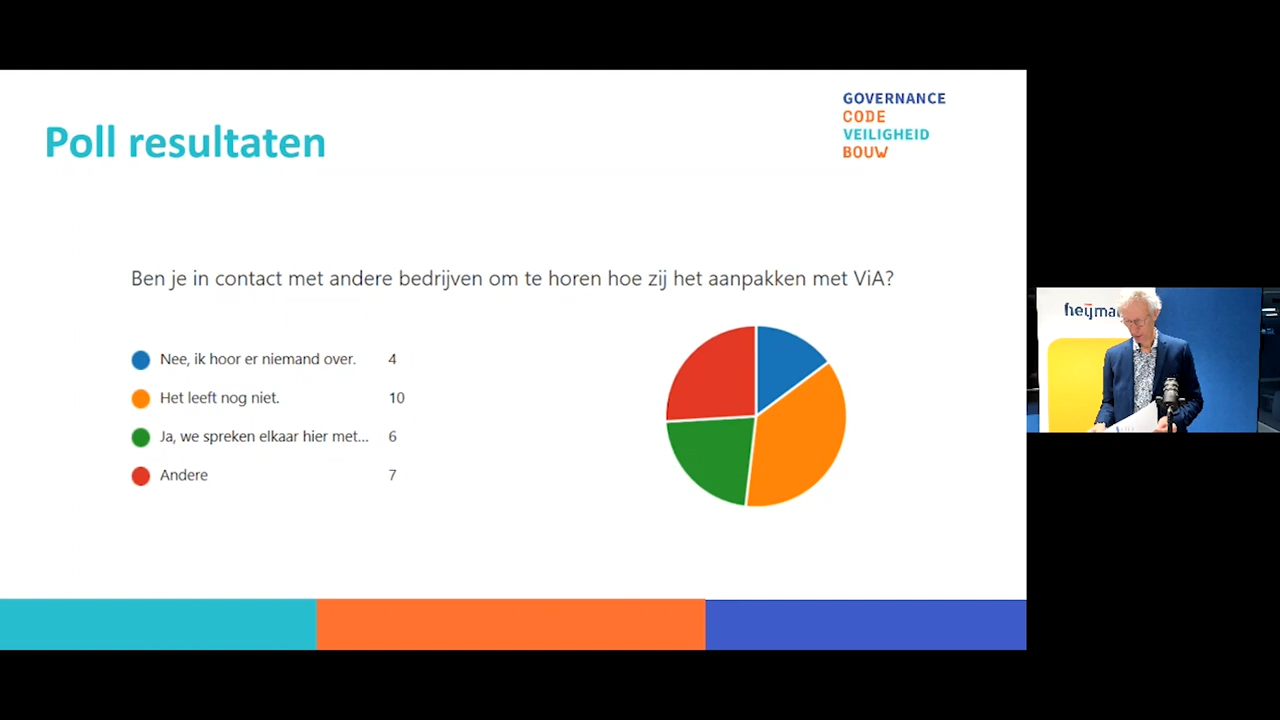 GOVERNANCE
CODE
VEILIGHEID
BOUW
Poll resultaten
Ben je in contact met andere bedrijven om te horen hoe zij het aanpakken met ViA?
Nee, ik hoor er niemand over. 4
Het leeft nog niet. 10
Ja, we spreken elkaar hier met... 6
Andere 7